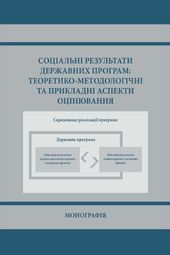 СОЦІАЛЬНІ РЕЗУЛЬТАТИ
ДЕРЖАВНИХ ПРОГРАМ:
ТЕОРЕТИКО-МЕТОДОЛОГІЧНІ
ТА ПРИКЛАДНІ АСПЕКТИ
ОЦІНЮВАННЯ
Середовище реалізації програми
Державна програма
МОНОГРАФІЯ